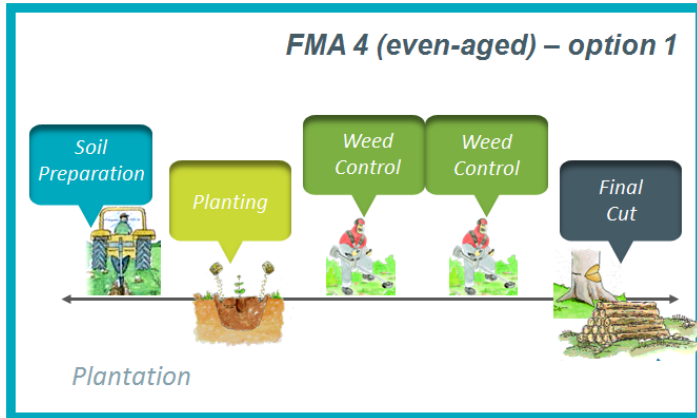 FMA 4 (even-aged) – option 1
Soil
Preparation
Planting
Weed
Control
Weed
Control
Final
Cut
Plantation